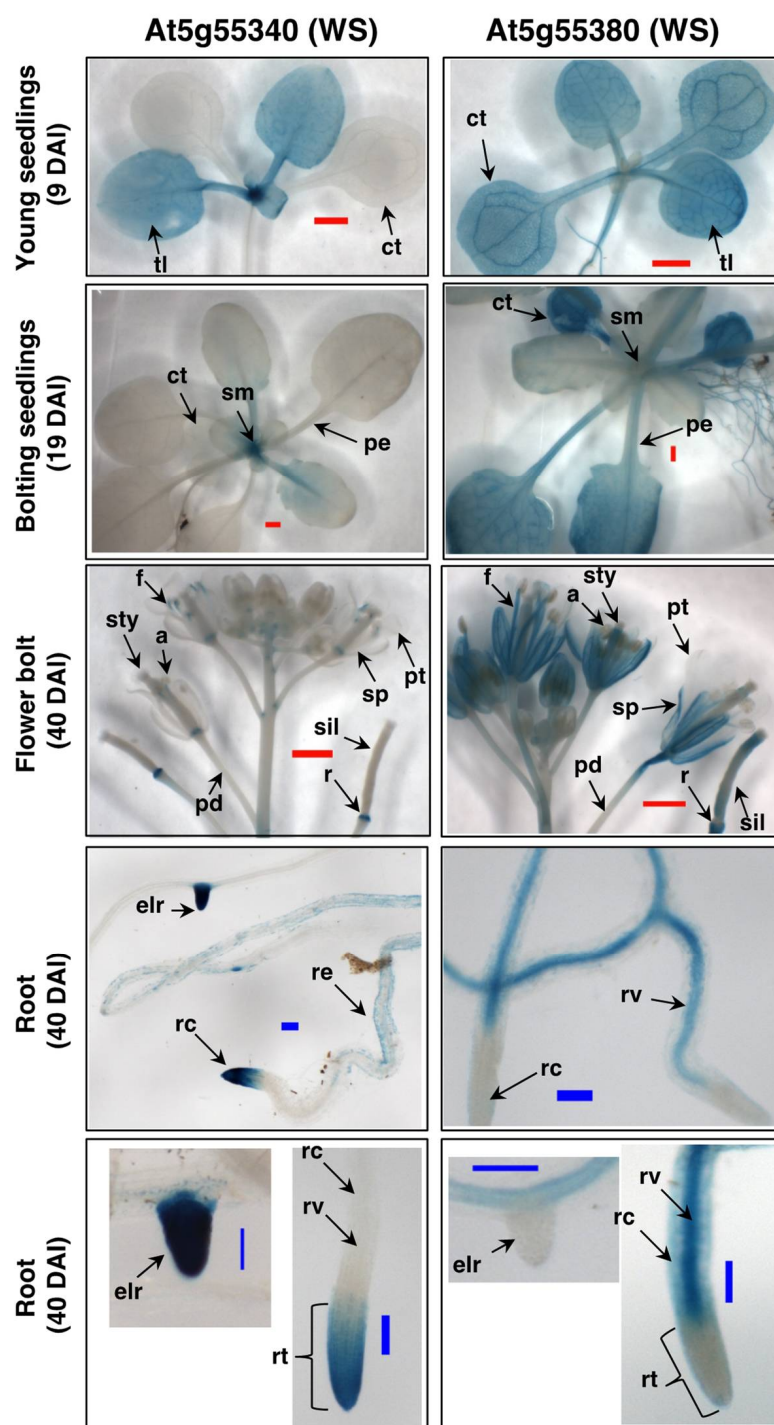 At5g55340 (WS)
At5g55380 (WS)
Young seedlings
(9 DAI)
tl
ct
ct
tl
Bolting seedlings
(19 DAI)
ct
sm
pe
ct
sm
pe
Flower bolt
(40 DAI)
f
sty
a
sp
pt
sil
r
pd
f
sty
a
pt
sp
pd
r
sil
Root
(40 DAI)
elr
re
rc
rv
rc
Root
(40 DAI)
elr
rc
rv
rt
elr
rv
rc
rt